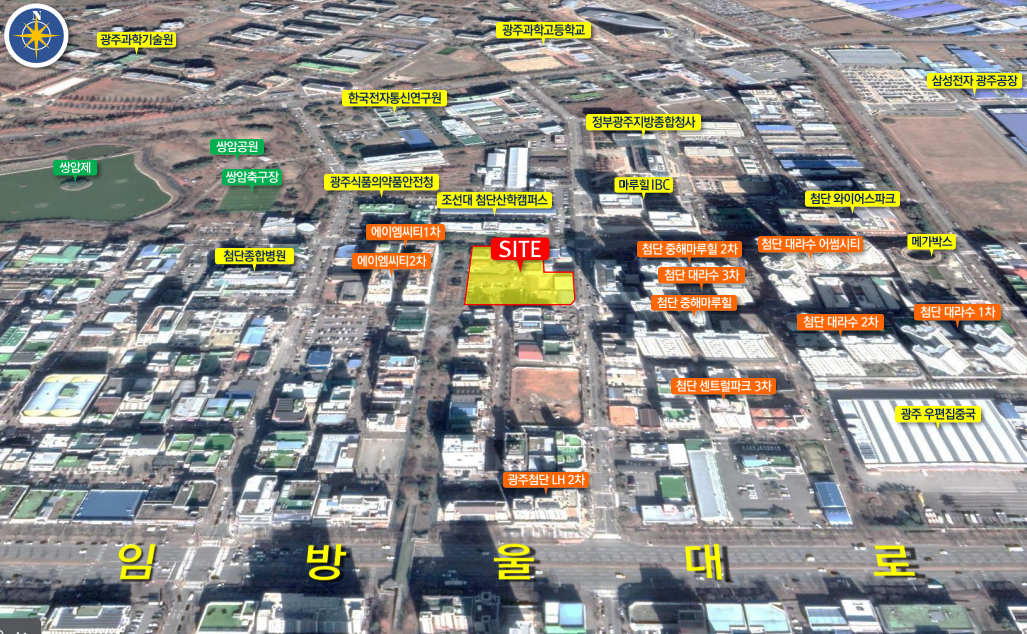 N
광주과학기술원
광주과학고등학교
삼성전자 광주공장
한국전자통신연구원
정부광주지방종합청사
쌍암공원
쌍암제
쌍암축구장
광주식품의약품안전청
마루힐 IBC
조선대 첨단산학캠퍼스
첨단 와이어스파크
에이엠씨티1차
SITE
첨단 중해마루힐 2차
첨단 대라수 어썸시티
메가박스
첨단종합병원
에이엠씨티2차
첨단 대라수 3차
첨단 중해마루힐
첨단 대라수 2차
첨단 대라수 1차
첨단 센트럴파크 3차
광주 우편집중국
광주첨단 LH 2차
임 방 울 대 로